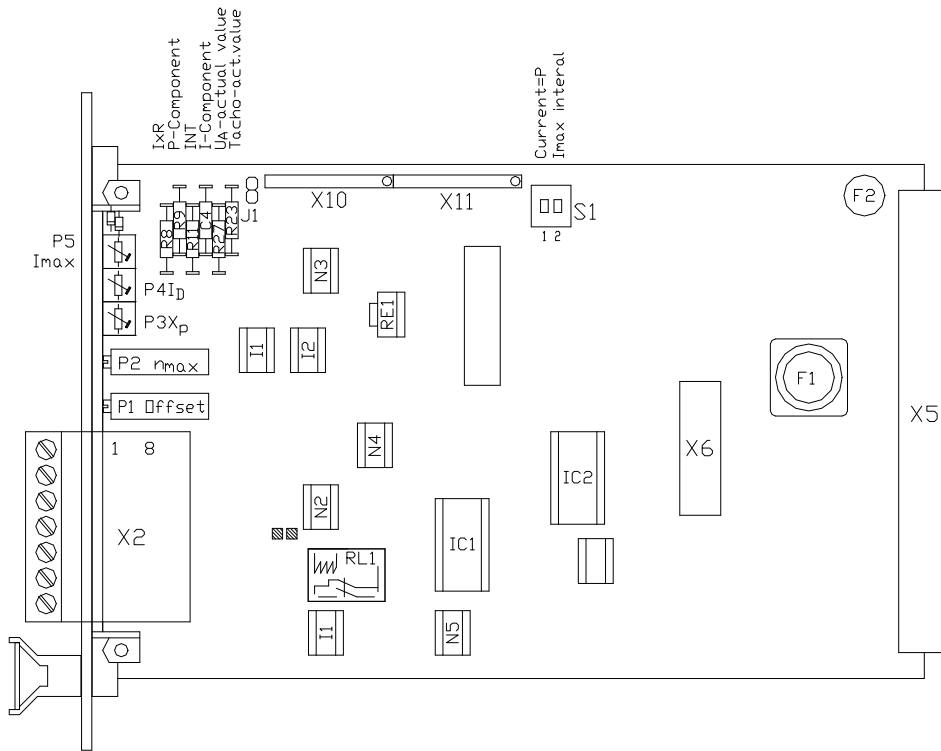 IxR
P-Component
INT
I-Component
UA-actual value
Tacho-act.value
Current=P
Imax interal
X10
X11
S1
1 2
F2
J1
R8
R9
R11
C4
R27
R23
P5
Imax
P4ID
P3Xp
P2 nmax
P1 Offset
N3
RE1
I1
I2
F1
X5
1 8
X2
N4
N2
IC2
X6
IC1
RL1
I1
N5